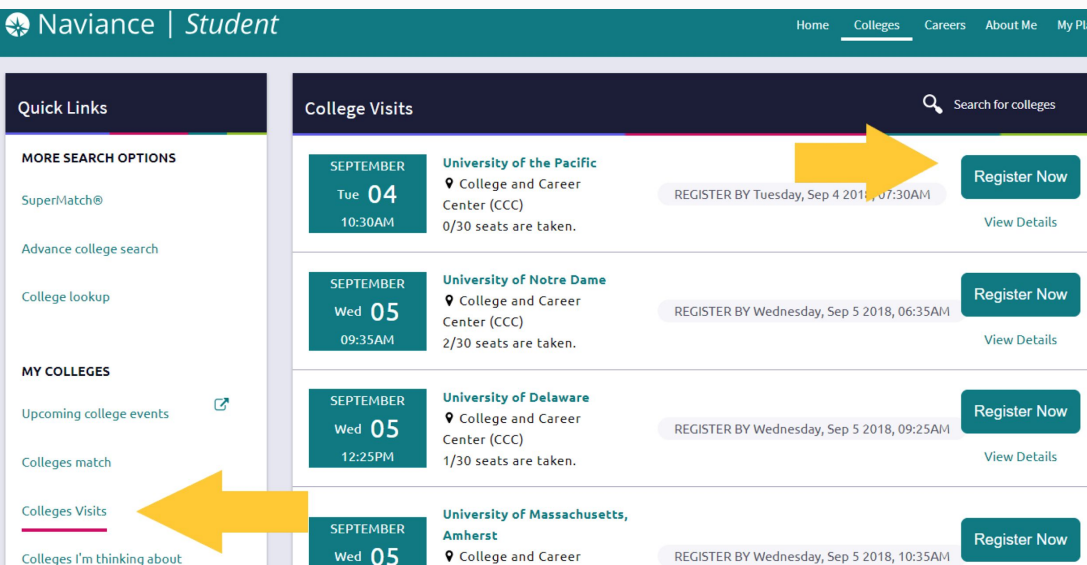 Naviance | Student
Home Colleges Careers About Me My Pla
Quick Links
MORE SEARCH OPTIONS
SuperMatch®
Advance college search
College lookup
MY COLLEGES
Upcoming college events
Colleges match
Colleges Visits
Colleges I'm thinking about
College Visits
Search for colleges
SEPTEMBER
Tue 04
10:30AM
University of the Pacific
College and Career
Center (CCC)
0/30 seats are taken.
REGISTER BY Tuesday, Sep 4 2018, 07:30AM
Register Now
View Details
SEPTEMBER
Wed 05
09:35AM
University of Notre Dame
College and Career
Center (CCC)
2/30 seats are taken.
REGISTER BY Wednesday, Sep 5 2018, 06:35AM
Register Now
View Details
SEPTEMBER
Wed 05
12:25PM
University of Delaware
College and Career
Center (CCC)
1/30 seats are taken.
REGISTER BY Wednesday, Sep 5 2018, 09:25AM
Register Now
View Details
SEPTEMBER
Wed 05
University of Massachusetts,
Amherst
College and Career
REGISTER BY Wednesday, Sep 5 2018, 10:35AM
Register Now